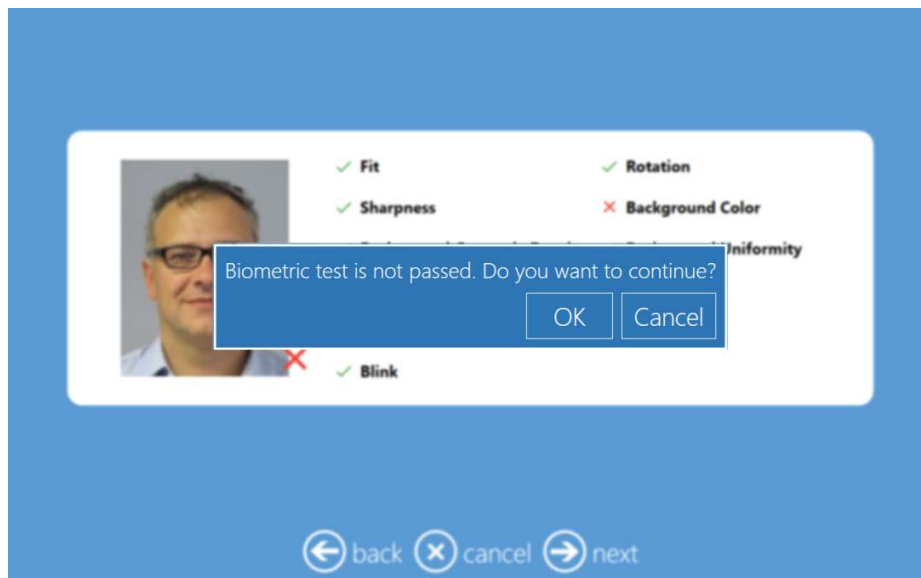 Fit
Rotation
Sharpness
Background Color
Uniformity
Biometric test is not passed. Do you want to continue?
OK
Cancel
Blink
back
cancel
next